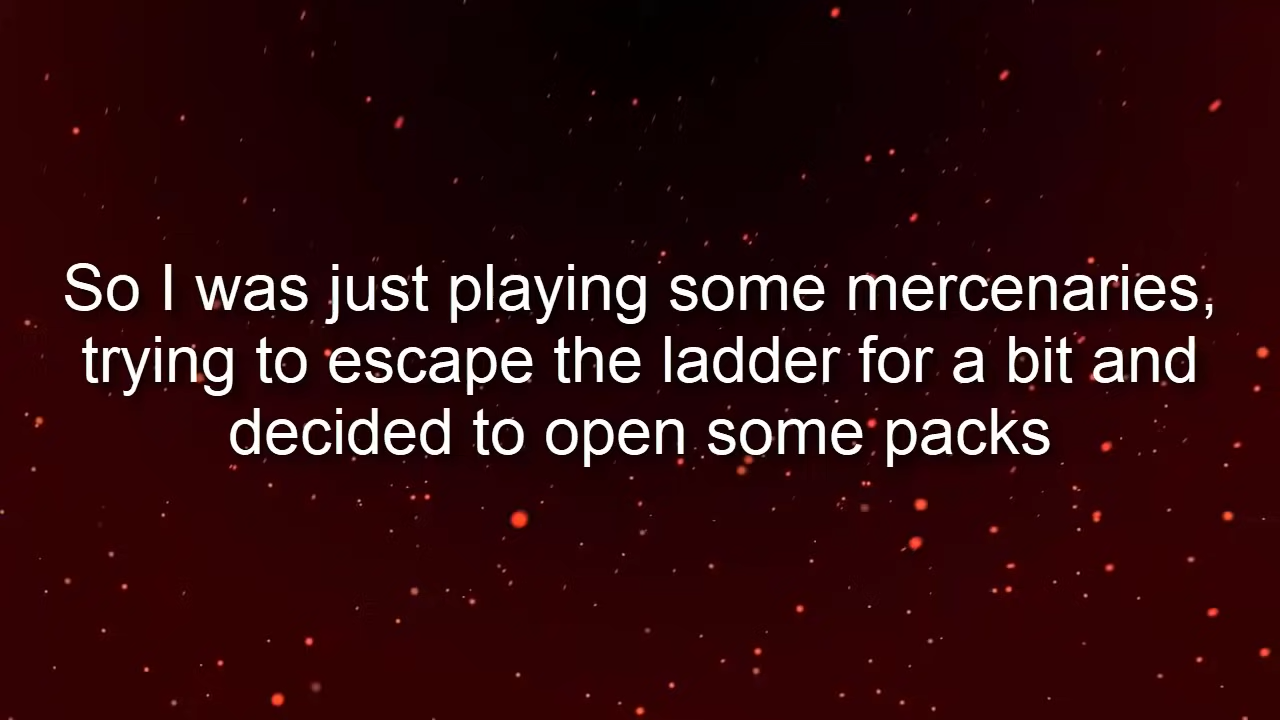 So I was just playing some mercenaries,
trying to escape the ladder for a bit and
decided to open some packs